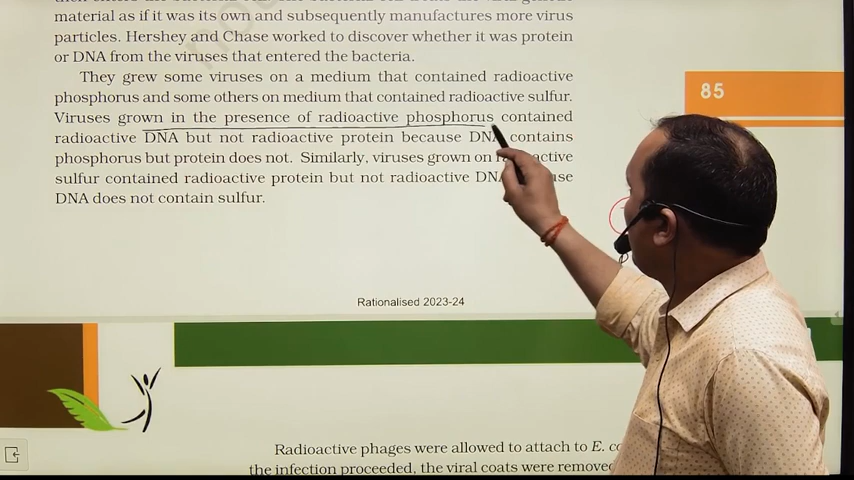 material as if it was its own and subsequently manufactures more virus
particles. Hershey and Chase worked to discover whether it was protein
or DNA from the viruses that entered the bacteria.
They grew some viruses on a medium that contained radioactive
phosphorus and some others on medium that contained radioactive sulfur.
Viruses grown in the presence of radioactive phosphorus contained
radioactive DNA but not radioactive protein because DNA contains
phosphorus but protein does not. Similarly, viruses grown on
sulfur contained radioactive protein but not radioactive
DNA does not contain sulfur.
85
Rationalised 2023-24
Radioactive phages were allowed to attach to E.
the infection proceeded, the viral coats were removed